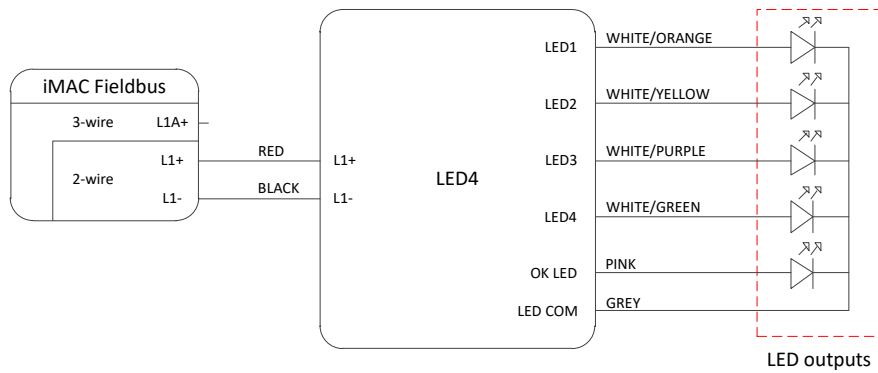 iMAC Fieldbus
3-wire
L1A+
2-wire
L1+
L1-
RED
BLACK
L1+
L1-
LED4
LED1
WHITE/ORANGE
LED2
WHITE/YELLOW
LED3
WHITE/PURPLE
LED4
WHITE/GREEN
OK LED
PINK
LED COM
GREY
LED outputs